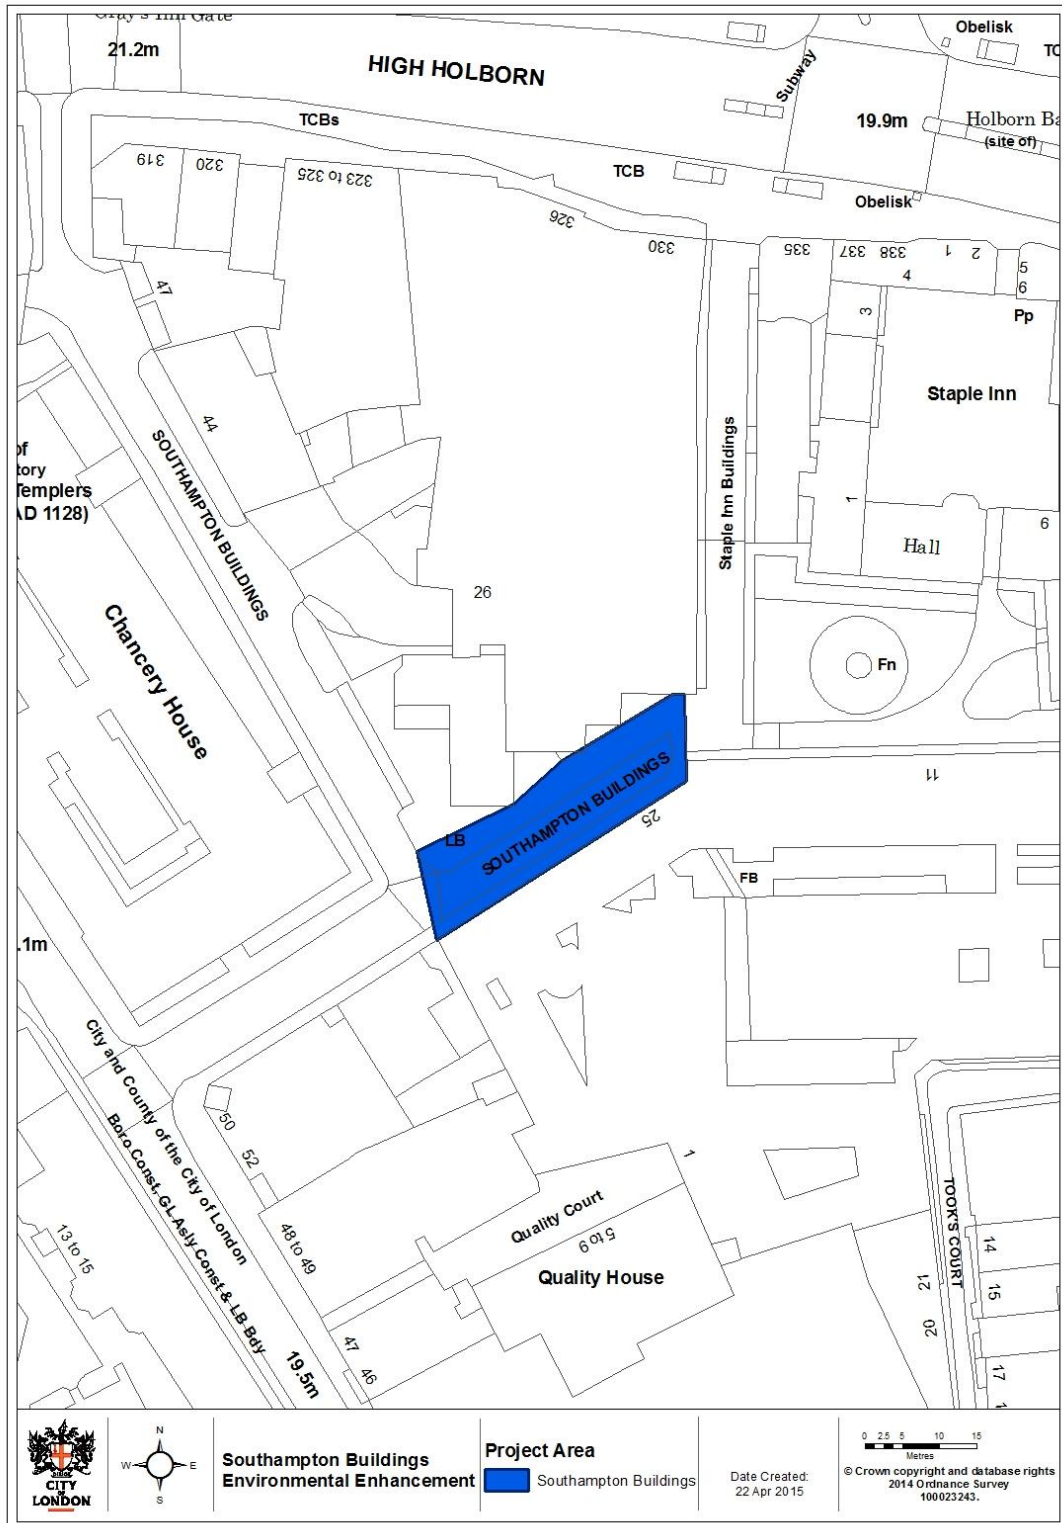 Gray's Inn Gate
21.2m
HIGH HOLBORN
Subway
Obelisk
19.9m
Holborn Ba
(site of)
TCBs
TCB
Obelisk
319
320
323 to 325
326
330
335
337
338
1
2
4
5
6
3
Pp
47
44
Staple Inn
Staple Inn Buildings
1
Hall
6
SOUTHAMPTON BUILDINGS
of
tory
Templers
AD 1128)
26
Chancery House
Fn
SOUTHAMPTON BUILDINGS
LB
25
11
FB
.1m
City and County of the City of London
Boro Const, GL Asly Const & LB Bdy
50
52
48 to 49
47
46
19.5m
13 to 15
1
Quality Court
5 to 9
Quality House
TOOK'S COURT
14
15
17
21
20
CITY
OF
LONDON
N
W
E
S
Southampton Buildings
Environmental Enhancement
Project Area
Southampton Buildings
Date Created:
22 Apr 2015
0 2.5 5 10 15
Metres
© Crown copyright and database rights
2014 Ordnance Survey
100023243.